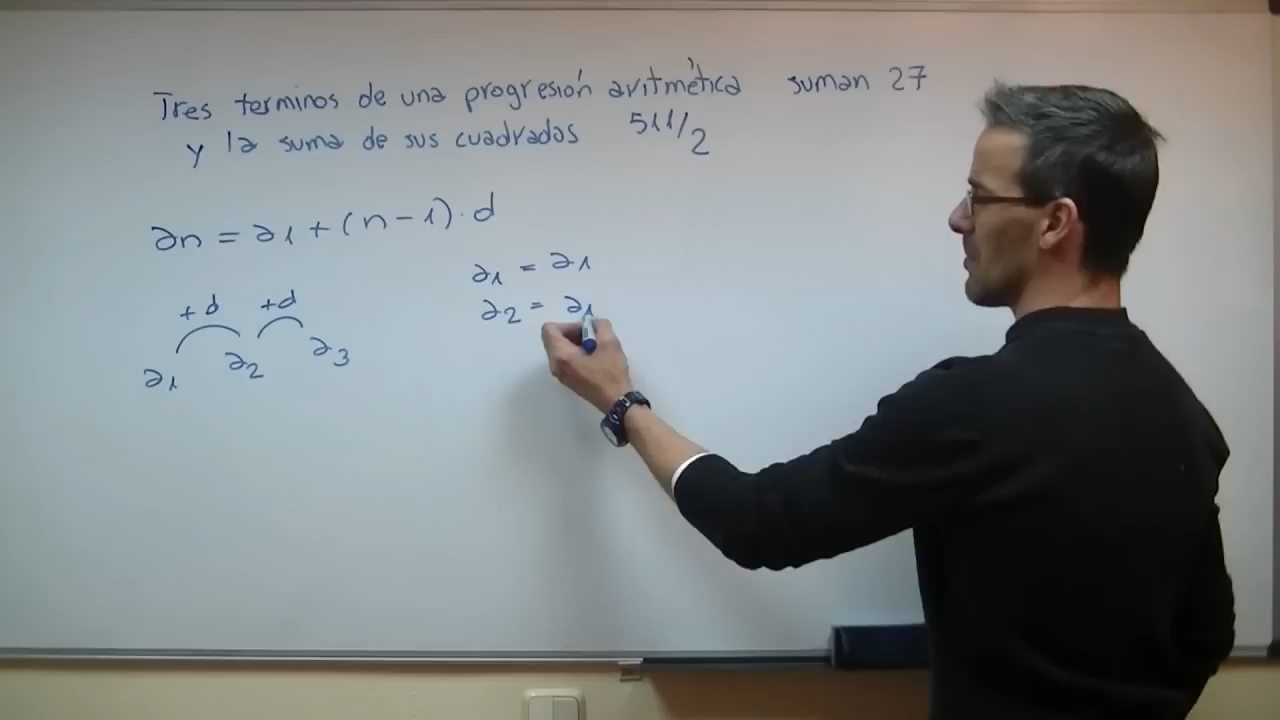 Tres terminos de una progresión aritmética suman 27
y la suma de sus cuadrados 511/2
an = a1 + (n-1)·d
a1 = a1
a2 = a1
+d +d
a1 a2 a3